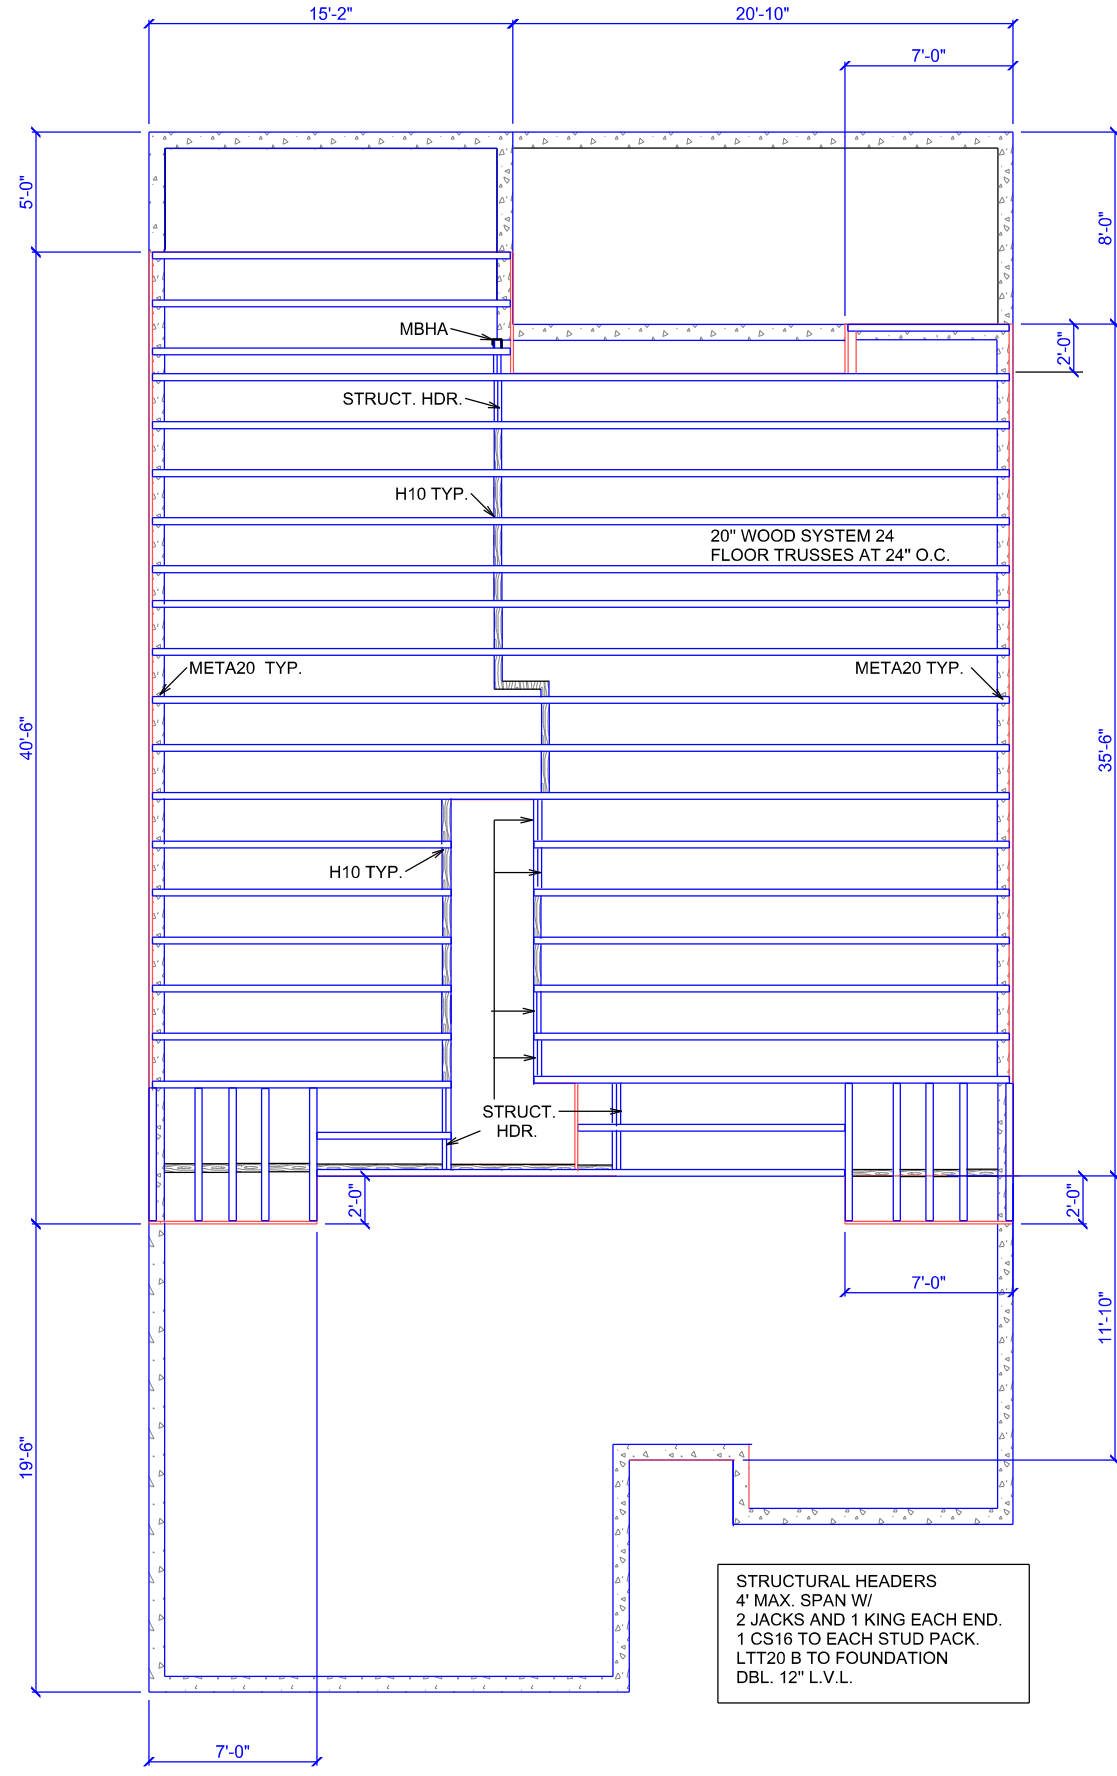 15'-2"
20'-10"
7'-0"
5'-0"
8'-0"
MBHA
2'-0"
STRUCT. HDR.
H10 TYP.
20" WOOD SYSTEM 24
FLOOR TRUSSES AT 24" O.C.
META20 TYP.
META20 TYP.
40'-6"
35'-6"
H10 TYP.
STRUCT.
HDR.
2'-0"
2'-0"
7'-0"
11'-10"
19'-6"
STRUCTURAL HEADERS
4' MAX. SPAN W/
2 JACKS AND 1 KING EACH END.
1 CS16 TO EACH STUD PACK.
LTT20 B TO FOUNDATION
DBL. 12" L.V.L.
7'-0"